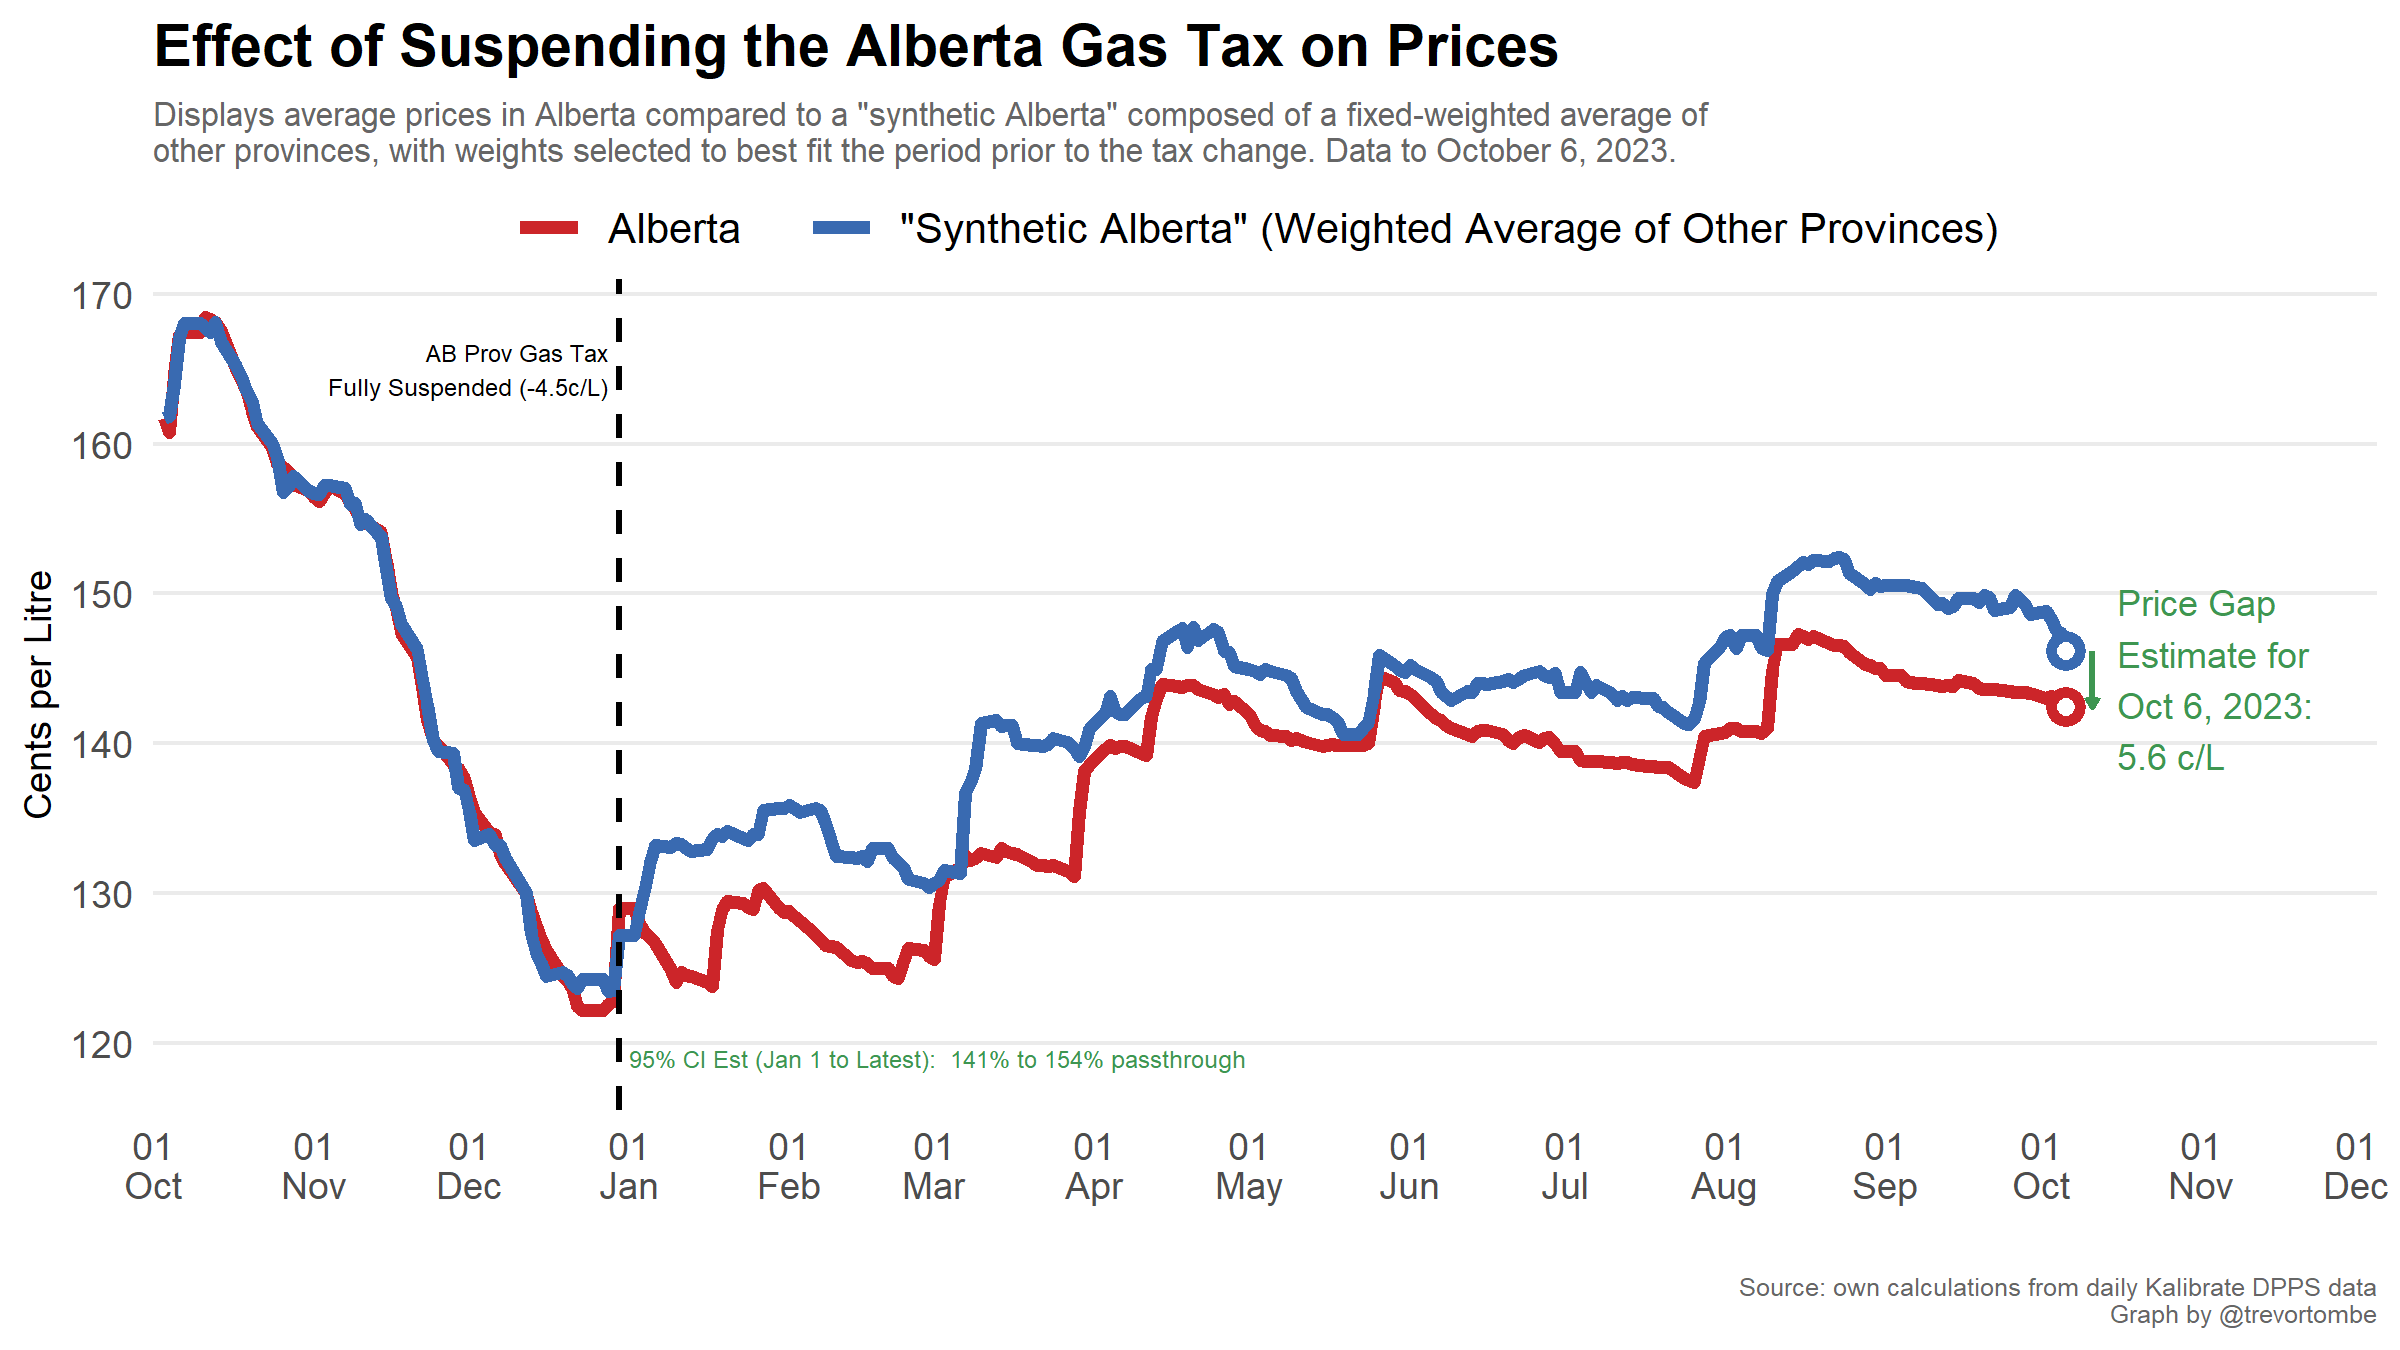 Effect of Suspending the Alberta Gas Tax on Prices
Displays average prices in Alberta compared to a "synthetic Alberta" composed of a fixed-weighted average of
other provinces, with weights selected to best fit the period prior to the tax change. Data to October 6, 2023.
Alberta
"Synthetic Alberta" (Weighted Average of Other Provinces)
170
160
150
140
130
120
Cents per Litre
AB Prov Gas Tax
Fully Suspended (-4.5c/L)
Price Gap
Estimate for
Oct 6, 2023:
5.6 c/L
95% CI Est (Jan 1 to Latest):  141% to 154% passthrough
01 01 01 01 01 01 01 01 01 01 01 01 01 01 01
Oct Nov Dec Jan Feb Mar Apr May Jun Jul Aug Sep Oct Nov Dec
Source: own calculations from daily Kalibrate DPPS data
Graph by @trevortombe